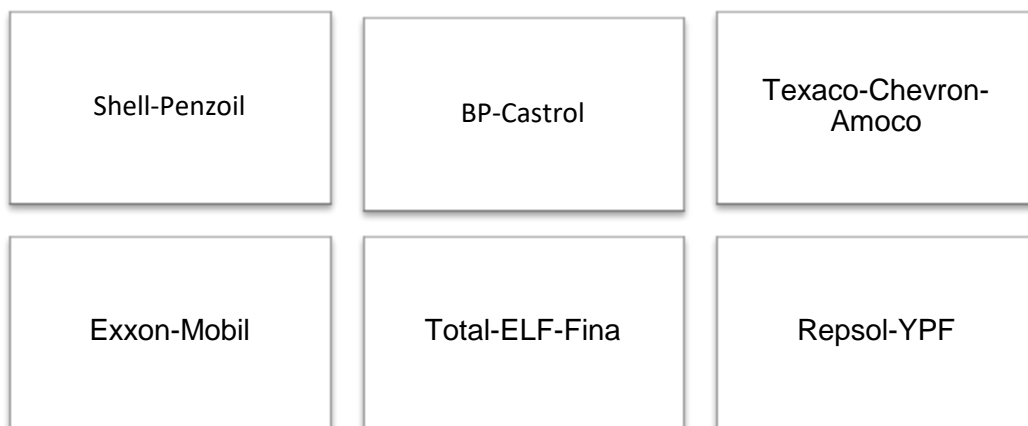 Shell-Penzoil
BP-Castrol
Texaco-Chevron-
Amoco
Exxon-Mobil
Total-ELF-Fina
Repsol-YPF